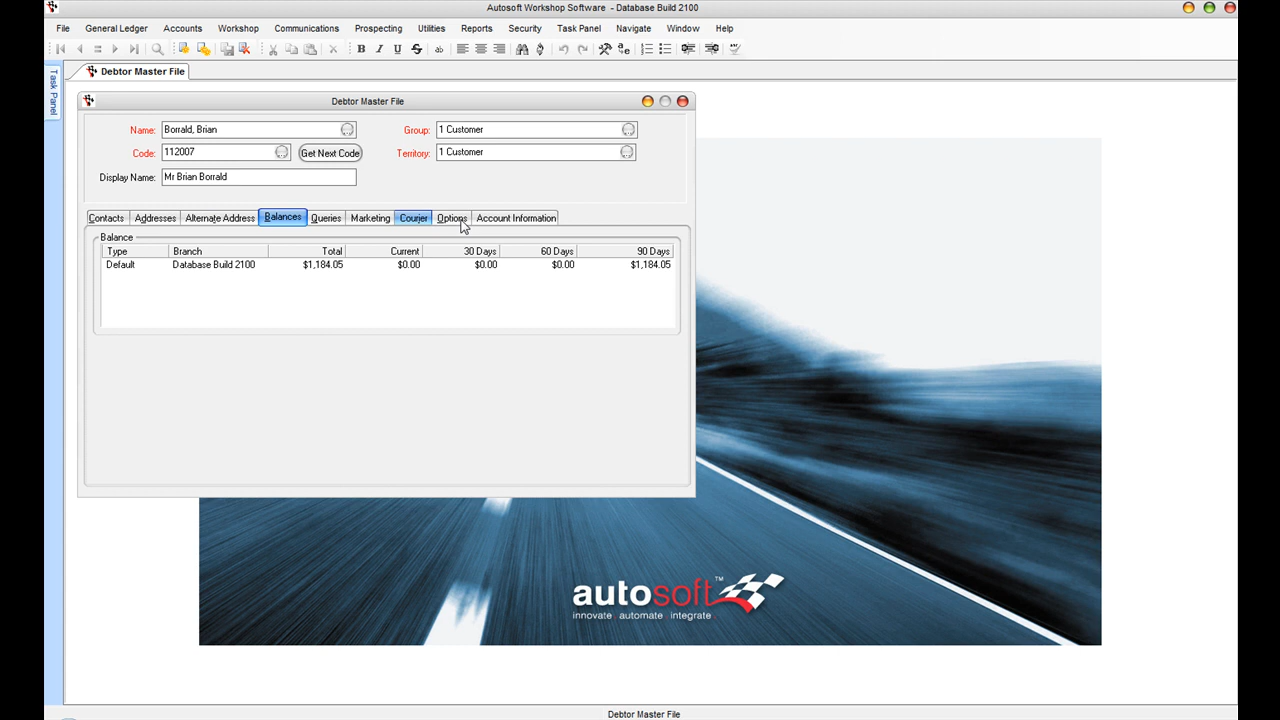 Autosoft Workshop Software - Database Build 2100
File General Ledger Accounts Workshop Communications Prospecting Utilities Reports Security Task Panel Navigate Window Help
Task Panel
Debtor Master File
Debtor Master File
Name: Borrald, Brian Group: 1 Customer
Code: 112007 Get Next Code Territory: 1 Customer
Display Name: Mr Brian Borrald
Contacts Addresses Alternate Address Balances Queries Marketing Courier Options Account Information
Balance
Type Branch Total Current 30 Days 60 Days 90 Days
Default Database Build 2100 $1,184.05 $0.00 $0.00 $0.00 $1,184.05
autosoft™
innovate automate integrate
Debtor Master File